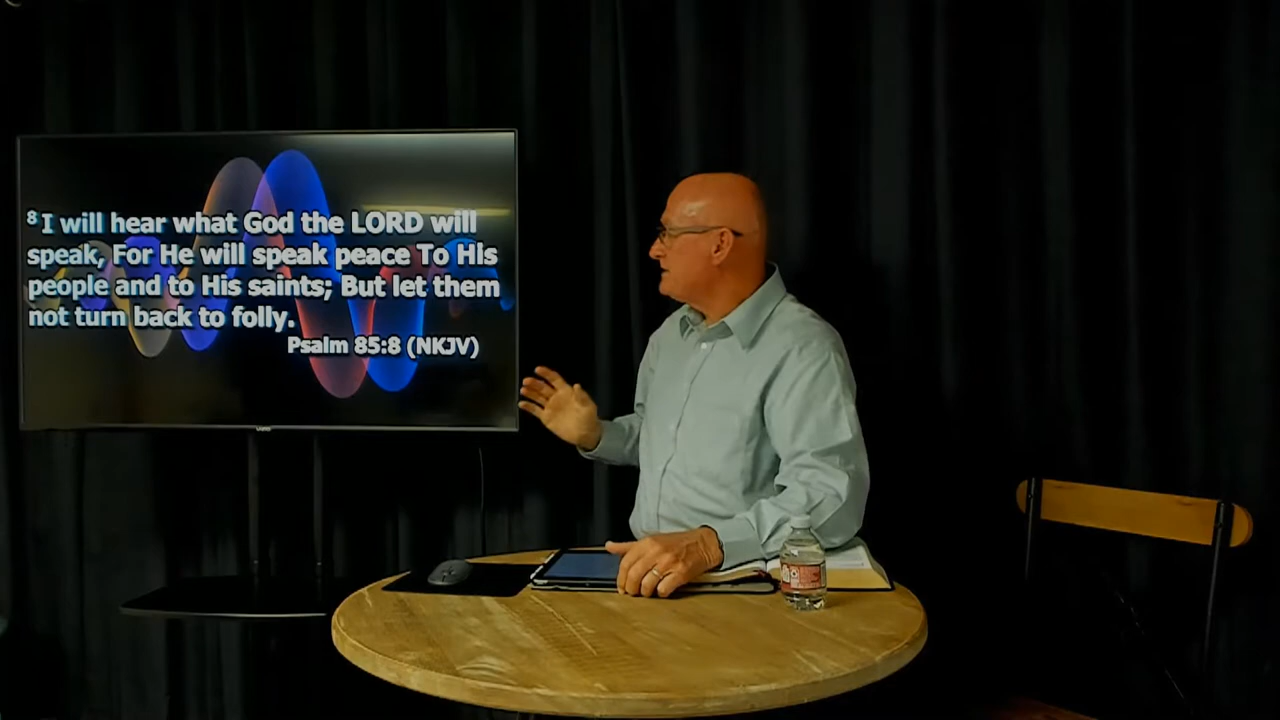 8 I will hear what God the LORD will
speak, For He will speak peace To His
people and to His saints; But let them
not turn back to folly.
Psalm 85:8 (NKJV)